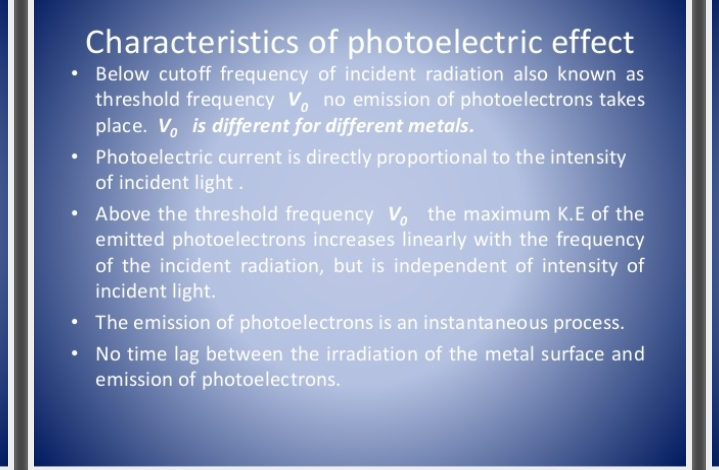 Characteristics of photoelectric effect
• Below cutoff frequency of incident radiation also known as
threshold frequency V₀ no emission of photoelectrons takes
place. V₀ is different for different metals.
• Photoelectric current is directly proportional to the intensity
of incident light .
• Above the threshold frequency V₀ the maximum K.E of the
emitted photoelectrons increases linearly with the frequency
of the incident radiation, but is independent of intensity of
incident light.
• The emission of photoelectrons is an instantaneous process.
• No time lag between the irradiation of the metal surface and
emission of photoelectrons.